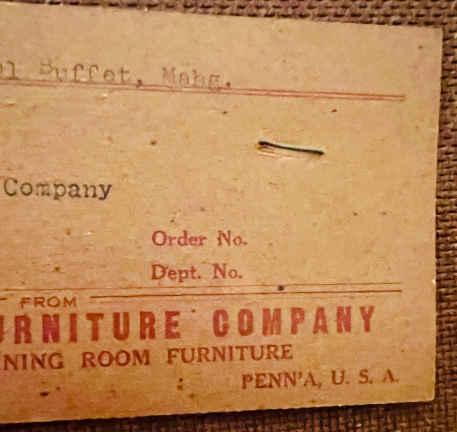 Buffet, Mahg.
Company
Order No.
Dept. No.
FROM
URNITURE COMPANY
NING ROOM FURNITURE
PENN'A, U. S. A.